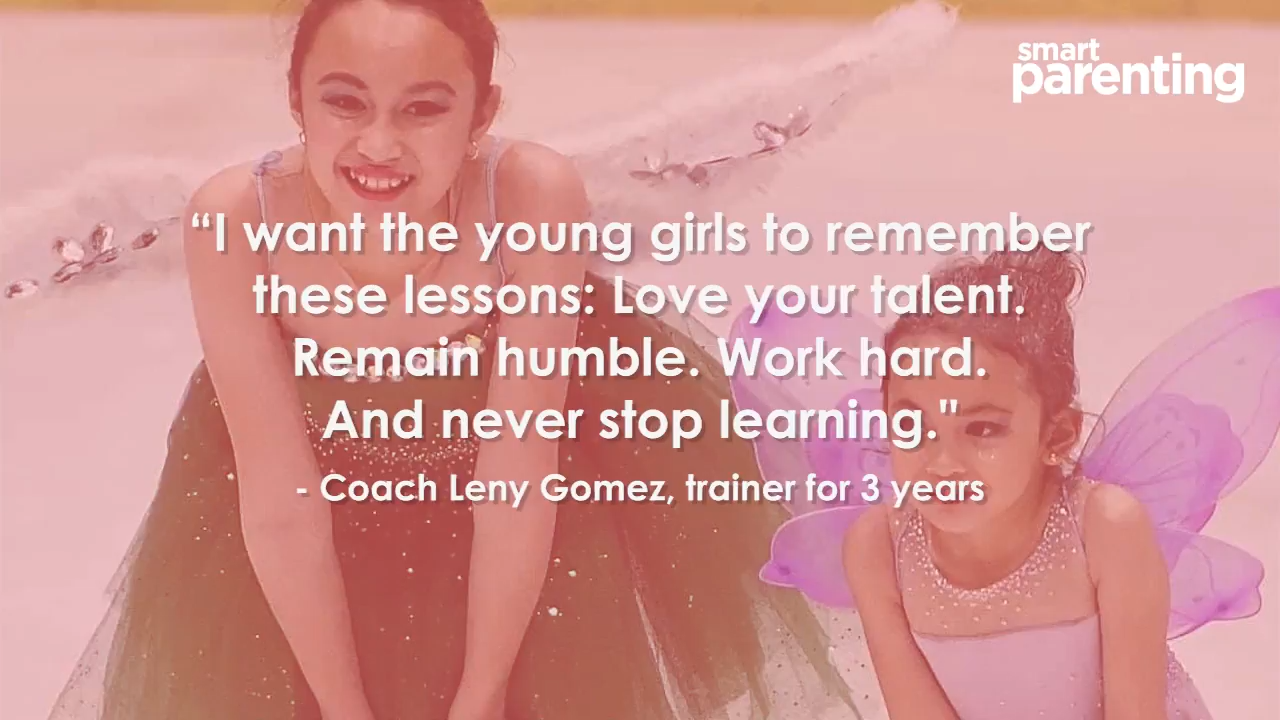 smart
parenting
“I want the young girls to remember
these lessons: Love your talent.
Remain humble. Work hard.
And never stop learning."
- Coach Leny Gomez, trainer for 3 years